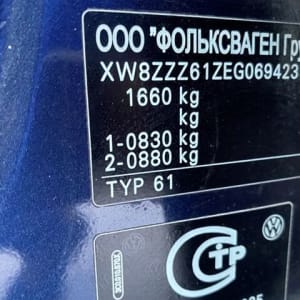 ООО "ФОЛЬКСВАГЕН Гру
XW8ZZZ61ZEG069423
1660 kg
kg
1-0830 kg
2-0880 kg
TYP 61